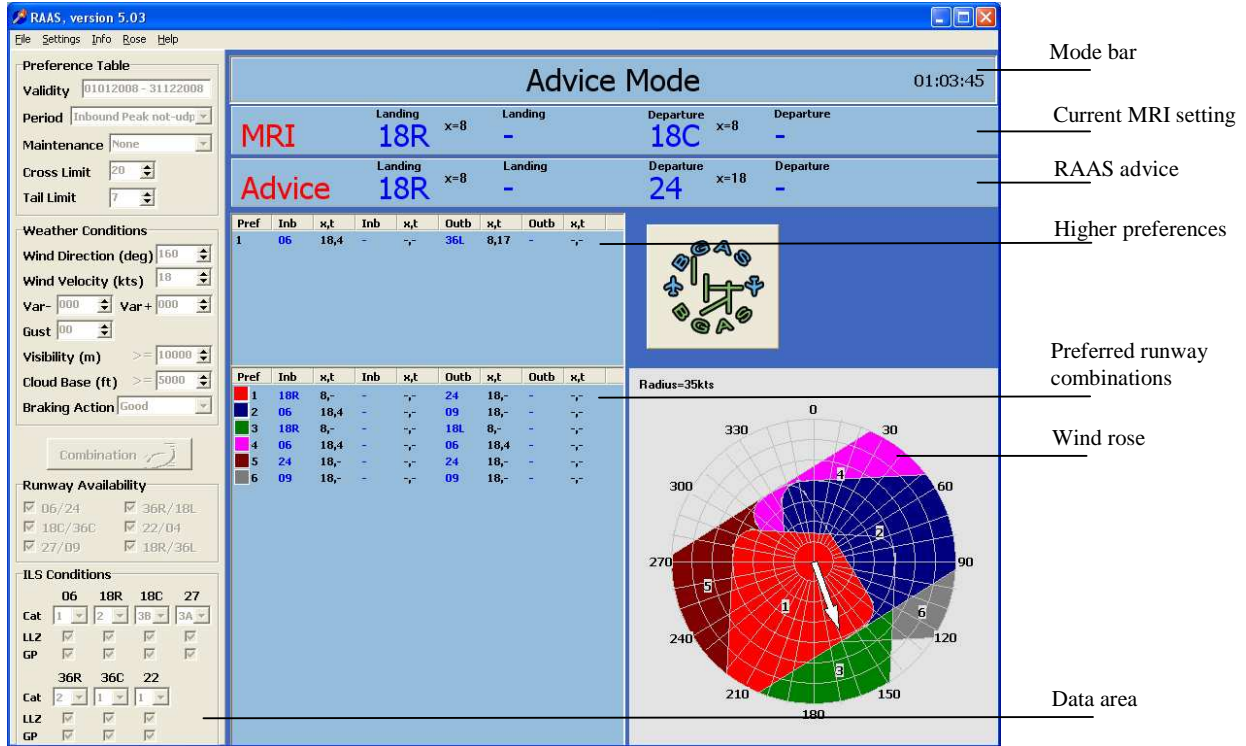 RAAS, version 5.03
File Settings Info Rose Help
Preference Table
Validity 01012008 - 31122008
Period Inbound Peak not-udp
Maintenance None
Cross Limit 20
Tail Limit 7
Weather Conditions
Wind Direction (deg) 160
Wind Velocity (kts) 18
Var- 000 Var+ 000
Gust 00
Visibility (m) >= 10000
Cloud Base (ft) >= 5000
Braking Action Good
Combination
Runway Availability
06/24 36R/18L
18C/36C 22/04
27/09 18R/36L
ILS Conditions
06 18R 18C 27
Cat 1 2 3B 3A
LLZ
GP
36R 36C 22
Cat 2 1 1
LLZ
GP
Advice Mode 01:03:45
Landing Landing Departure Departure
MRI 18R x=8 - 18C x=8 -
Landing Landing Departure Departure
Advice 18R x=8 - 24 x=18 -
Pref Inb x,t Inb x,t Outb x,t Outb x,t
1 06 18,4 - -,- 36L 8,17 - -,-
BGAS
BGAS
Pref Inb x,t Inb x,t Outb x,t Outb x,t
1 18R 8,- - -,- 24 18,- - -,-
2 06 18,4 - -,- 09 18,- - -,-
3 18R 8,- - -,- 18L 8,- - -,-
4 06 18,4 - -,- 06 18,4 - -,-
5 24 18,- - -,- 24 18,- - -,-
6 09 18,- - -,- 09 18,- - -,-
Radius=35kts
0
330 30
4
300 60
2
270 90
5
1
6
240 120
3
210 150
180
Mode bar
Current MRI setting
RAAS advice
Higher preferences
Preferred runway
combinations
Wind rose
Data area